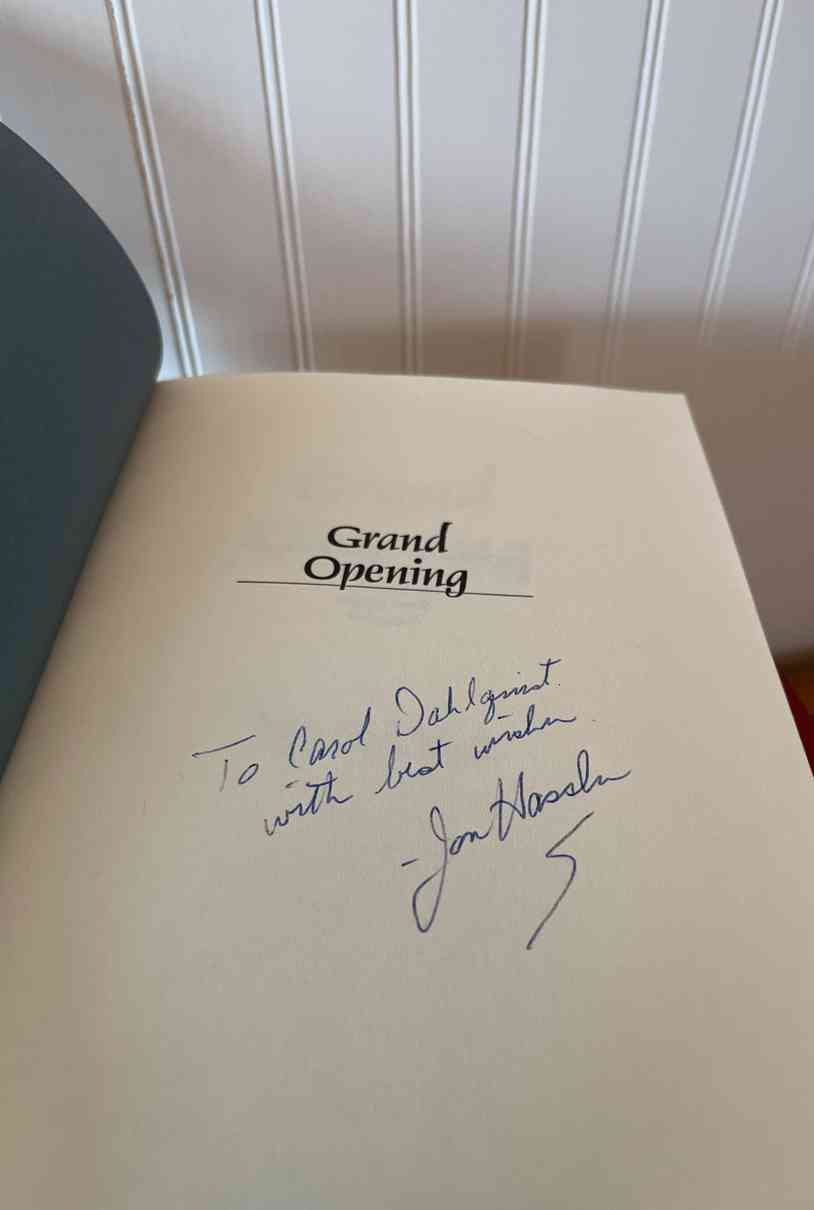 Grand
Opening
To Carol Dahlquist
with best wishes
-Jon Hassler